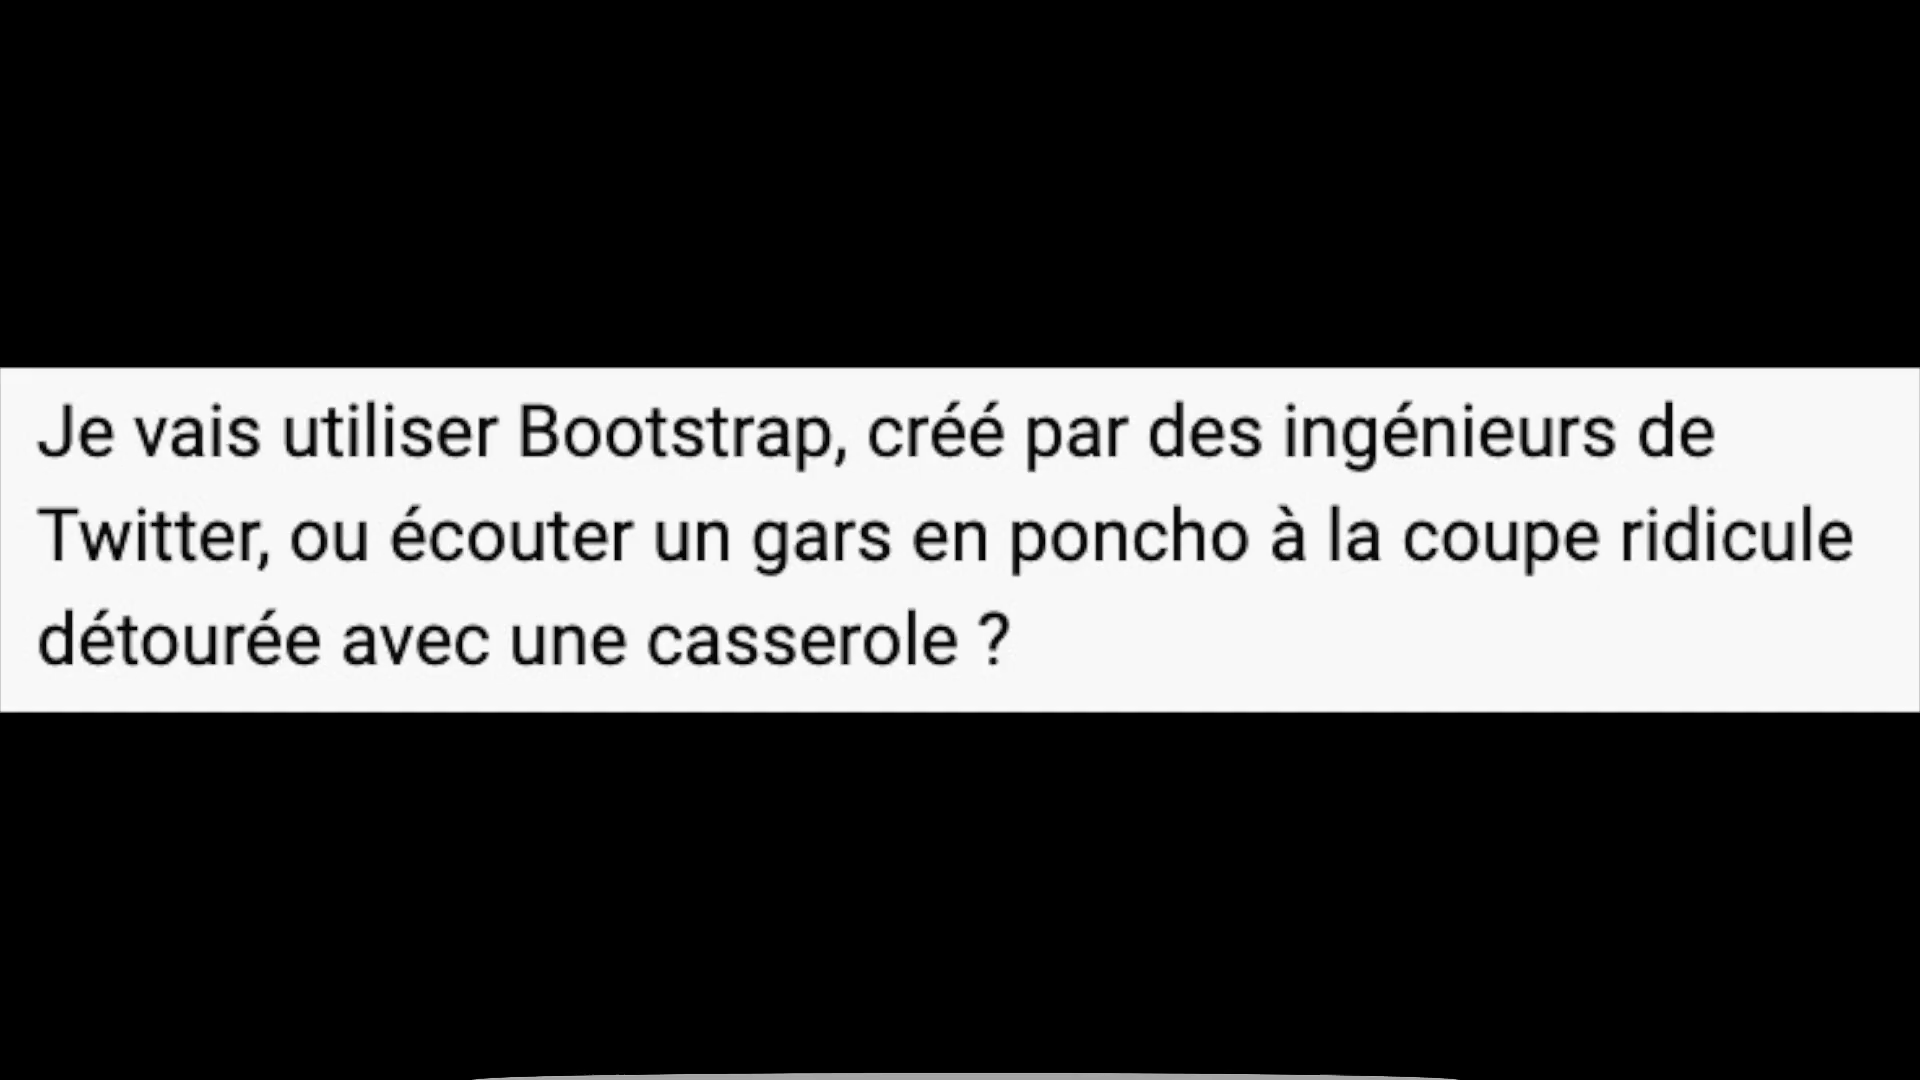 Je vais utiliser Bootstrap, créé par des ingénieurs de
Twitter, ou écouter un gars en poncho à la coupe ridicule
détourée avec une casserole ?